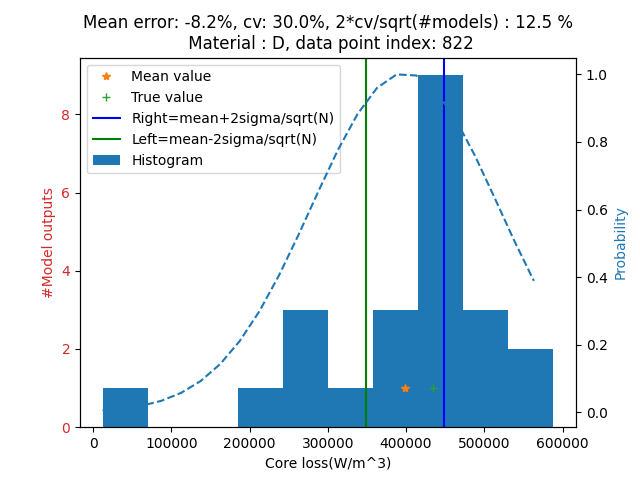 Mean error: -8.2%, cv: 30.0%, 2*cv/sqrt(#models) : 12.5 %
Material : D, data point index: 822
Mean value
True value
Right=mean+2sigma/sqrt(N)
Left=mean-2sigma/sqrt(N)
Histogram
#Model outputs
8
6
4
2
0
1.0
0.8
0.6
0.4
0.2
0.0
Probability
0 100000 200000 300000 400000 500000 600000
Core loss(W/m^3)